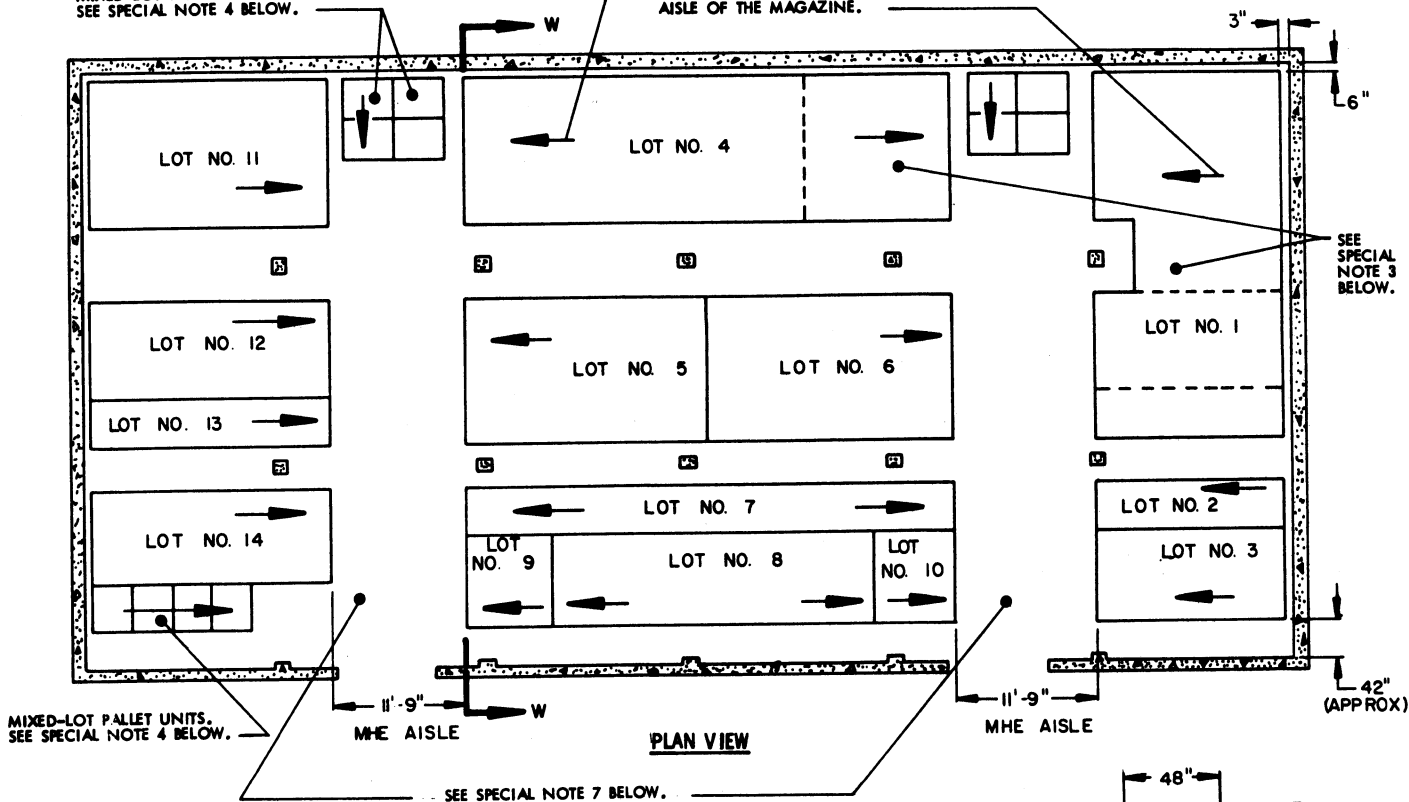 SEE SPECIAL NOTE 4 BELOW.
AISLE OF THE MAGAZINE.
W
3"
6"
LOT NO. 11
LOT NO. 4
SEE
SPECIAL
NOTE 3
BELOW.
LOT NO. 12
LOT NO. 5
LOT NO. 6
LOT NO. 1
LOT NO. 13
LOT NO. 7
LOT NO. 2
LOT NO. 14
LOT
NO. 9
LOT NO. 8
LOT
NO. 10
LOT NO. 3
11'-9"
MHE AISLE
W
PLAN VIEW
11'-9"
MHE AISLE
42"
(APPROX)
MIXED-LOT PALLET UNITS.
SEE SPECIAL NOTE 4 BELOW.
SEE SPECIAL NOTE 7 BELOW.
48"